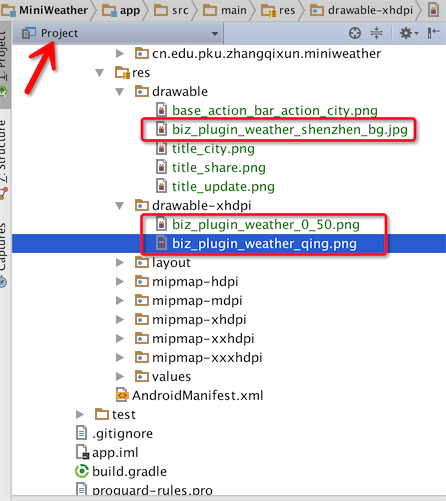 MiniWeather app src main res drawable-xhdpi
Project
1: Project
7: Structure
Captures
cn.edu.pku.zhangqixun.miniweather
res
drawable
base_action_bar_action_city.png
biz_plugin_weather_shenzhen_bg.jpg
title_city.png
title_share.png
title_update.png
drawable-xhdpi
biz_plugin_weather_0_50.png
biz_plugin_weather_qing.png
layout
mipmap-hdpi
mipmap-mdpi
mipmap-xhdpi
mipmap-xxhdpi
mipmap-xxxhdpi
values
AndroidManifest.xml
test
.gitignore
app.iml
build.gradle
proguard-rules.pro